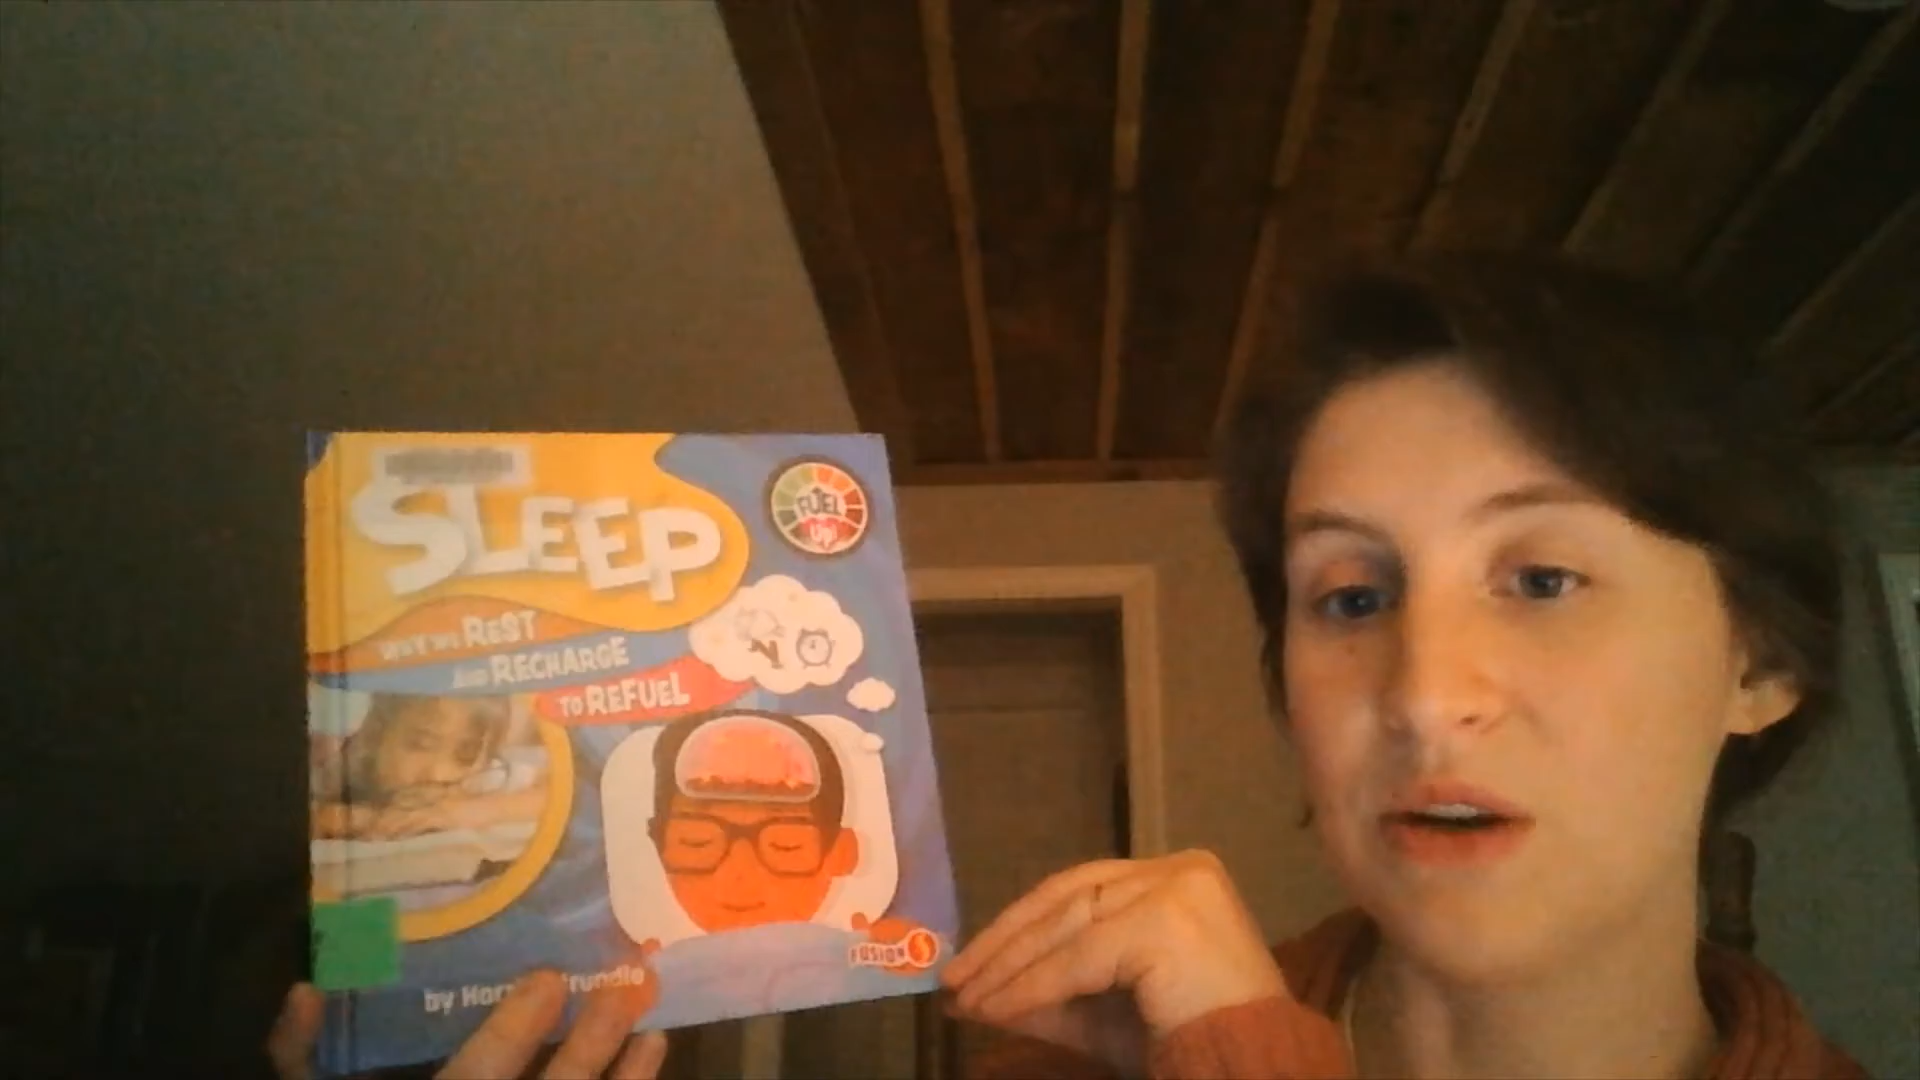 SLEEP
FUEL
UP!
WHY WE REST
AND RECHARGE
TO REFUEL
FUSION
by